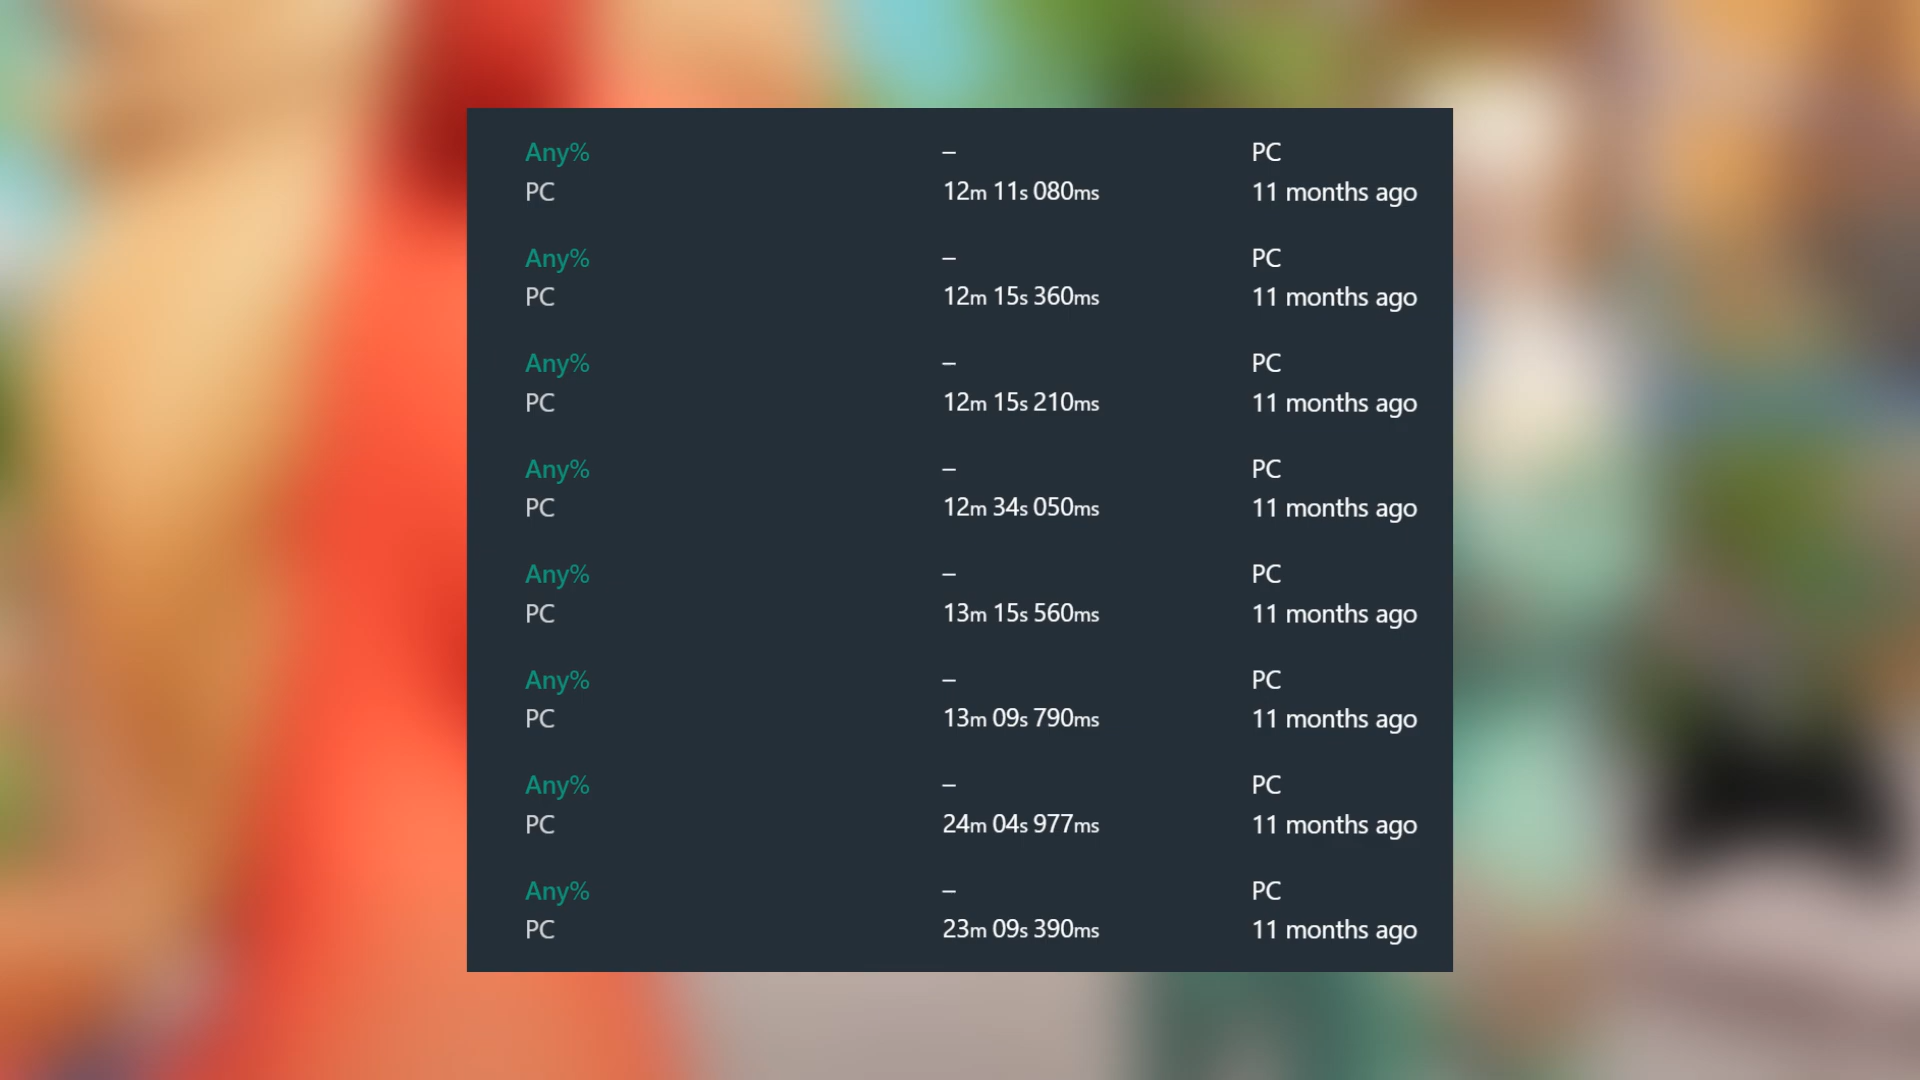 Any% – PC
PC 12m 11s 080ms 11 months ago
Any% – PC
PC 12m 15s 360ms 11 months ago
Any% – PC
PC 12m 15s 210ms 11 months ago
Any% – PC
PC 12m 34s 050ms 11 months ago
Any% – PC
PC 13m 15s 560ms 11 months ago
Any% – PC
PC 13m 09s 790ms 11 months ago
Any% – PC
PC 24m 04s 977ms 11 months ago
Any% – PC
PC 23m 09s 390ms 11 months ago